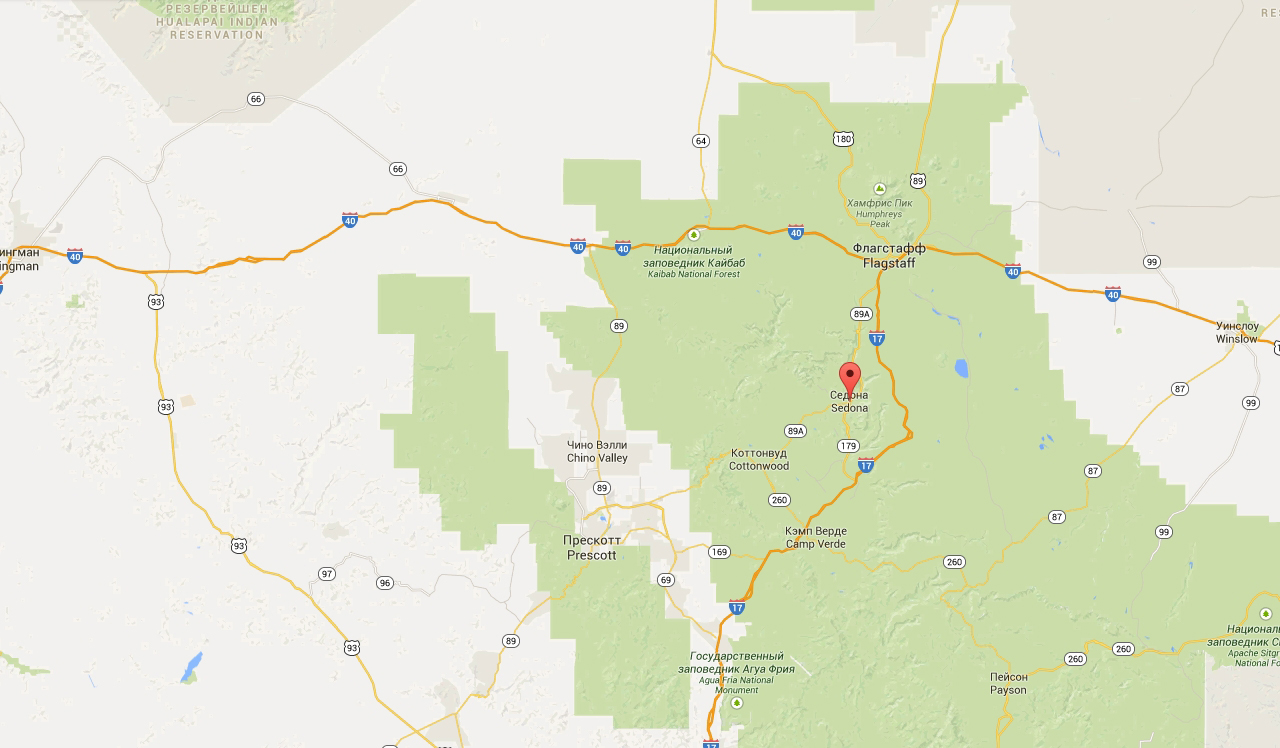 РЕЗЕРВЕЙШЕН
HUALAPAI INDIAN
RESERVATION
66
66
64
180
89
Хамфрис Пик
Humphreys
Peak
40
40
40
40
40
40
40
ингман
ingman
Национальный
заповедник Кайбаб
Kaibab National Forest
Флагстафф
Flagstaff
99
93
89
89A
17
Уинслоу
Winslow
87
99
93
Седона
Sedona
89A
179
Чино Вэлли
Chino Valley
Коттонвуд
Cottonwood
17
87
89
260
87
99
Кэмп Верде
Camp Verde
Прескотт
Prescott
93
169
260
97
96
69
17
89
93
260
260
Государственный
заповедник Агуа Фрия
Agua Fria National
Monument
Пейсон
Payson
Националь
заповедник С
Apache Sitgr
National Fo
17